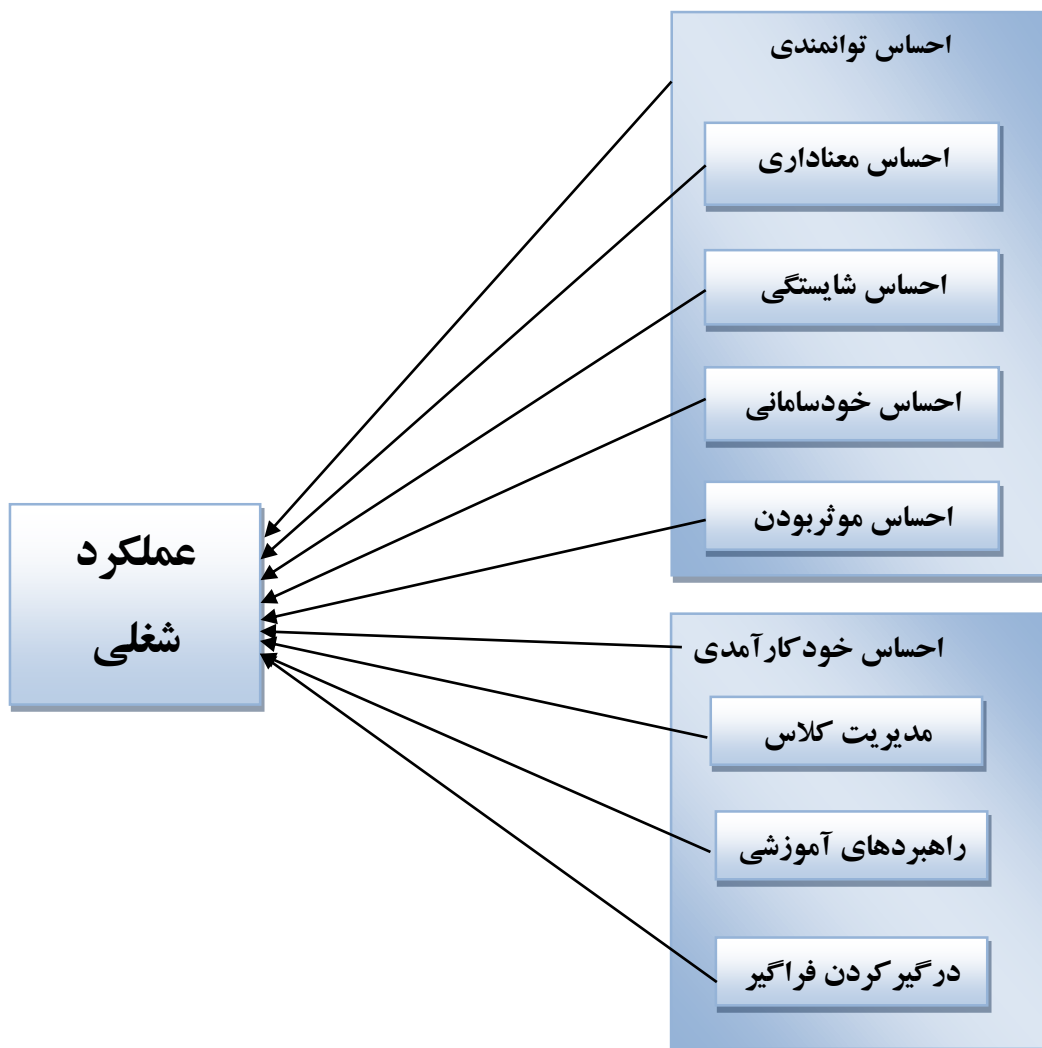 احساس توانمندی
احساس معناداری
احساس شایستگی
احساس خودسامانی
احساس موثربودن
احساس خودکارآمدی
مدیریت کلاس
راهبردهای آموزشی
درگیرکردن فراگیر
عملکرد
شغلی